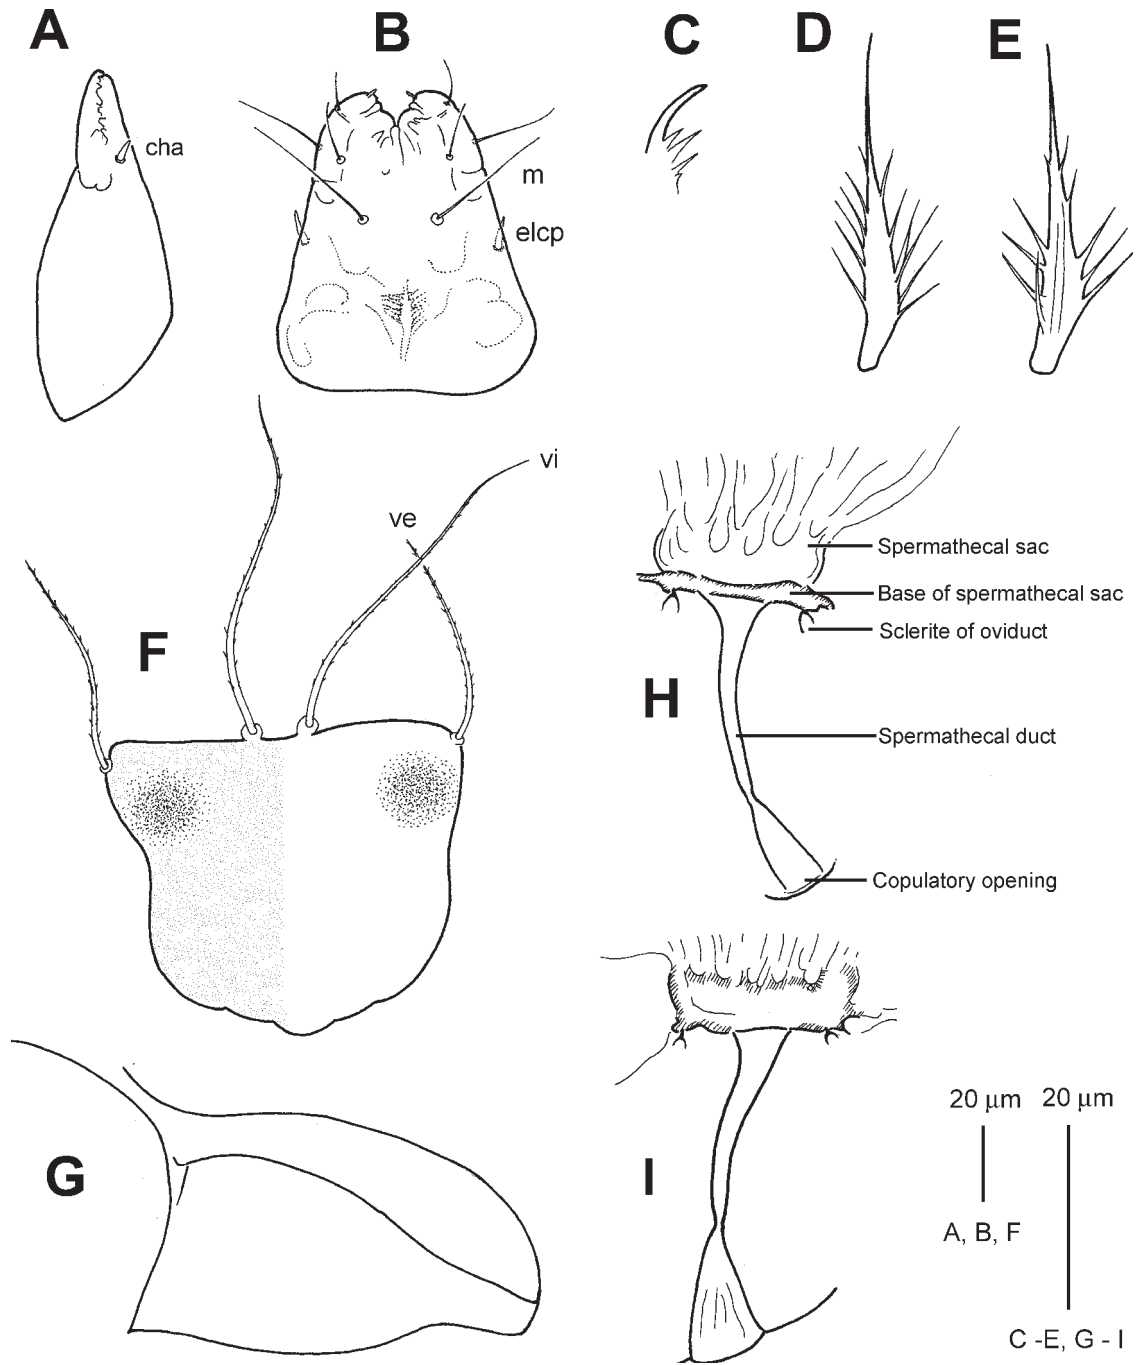 A
B
C
D
E
cha
m
elcp
vi
ve
Spermathecal sac
Base of spermathecal sac
Sclerite of oviduct
F
H
Spermathecal duct
Copulatory opening
20 μm 20 μm
G
I
A, B, F
C -E, G - I